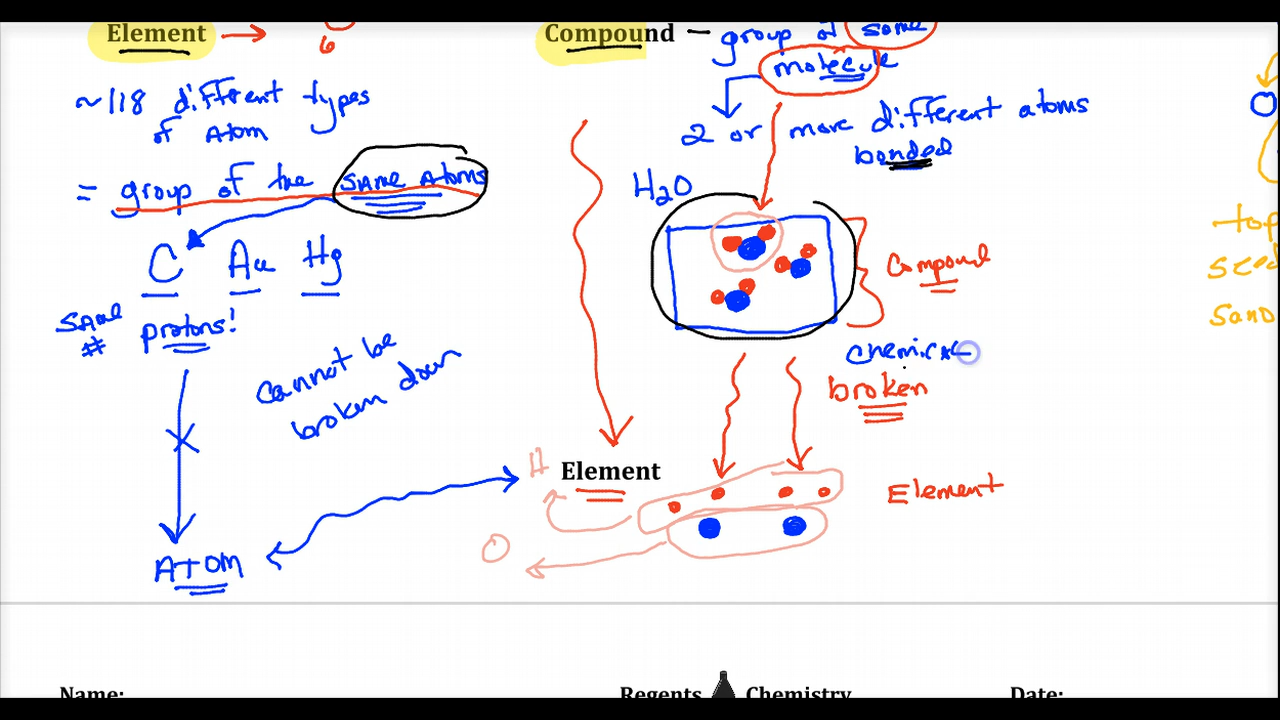 Element
6
~118 different types
of Atom
= group of the same Atoms
C Au Hg
same
# protons!
cannot be
broken down
ATOM
Compound — group of same
molecule
2 or more different atoms
bonded
H2O
Compound
chemical
broken
H
Element
O
Element
O
seed
sand
Name:
Regents Chemistry
Date: